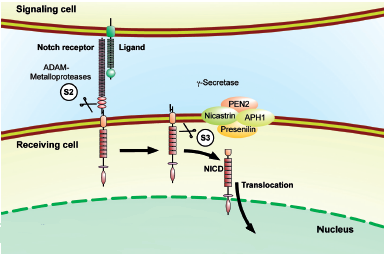 Signaling cell
Notch receptor
Ligand
ADAM-
Metalloproteases
S2
γ-Secretase
PEN2
Nicastrin
APH1
Presenilin
Receiving cell
S3
NICD
Translocation
Nucleus